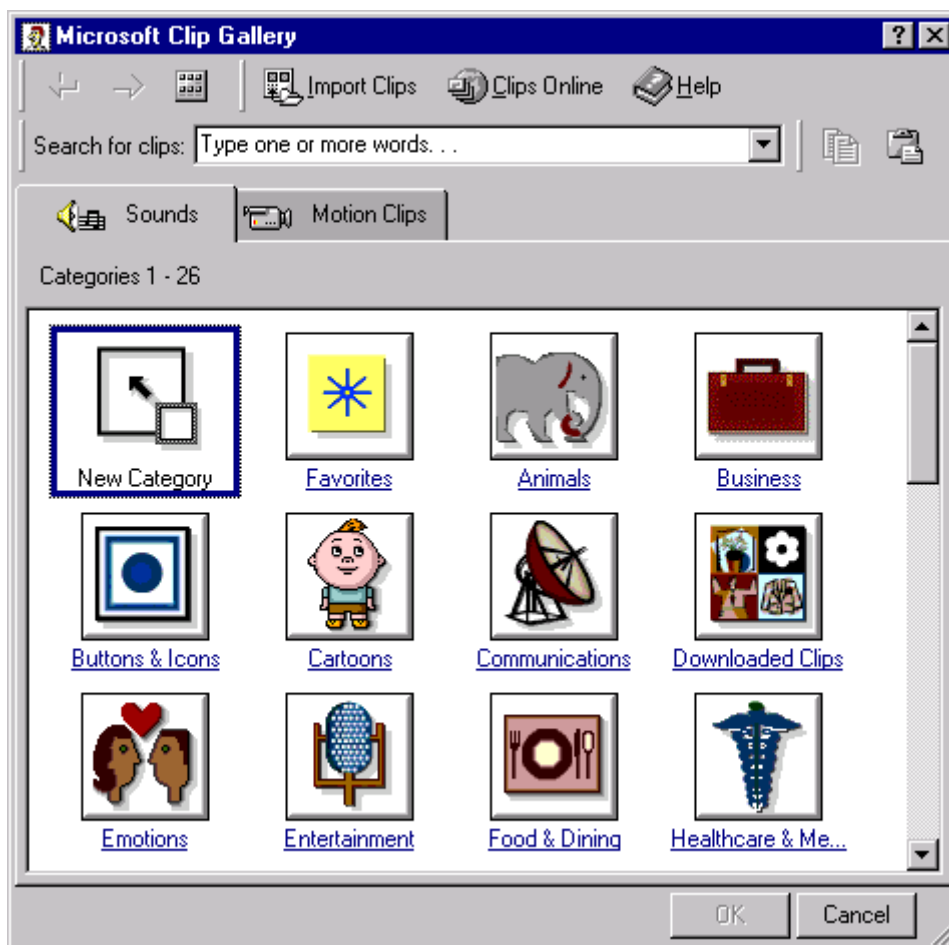 Microsoft Clip Gallery
Import Clips Clips Online Help
Search for clips: Type one or more words. . .
Sounds Motion Clips
Categories 1 - 26
New Category Favorites Animals Business
Buttons & Icons Cartoons Communications Downloaded Clips
Emotions Entertainment Food & Dining Healthcare & Me...
OK Cancel